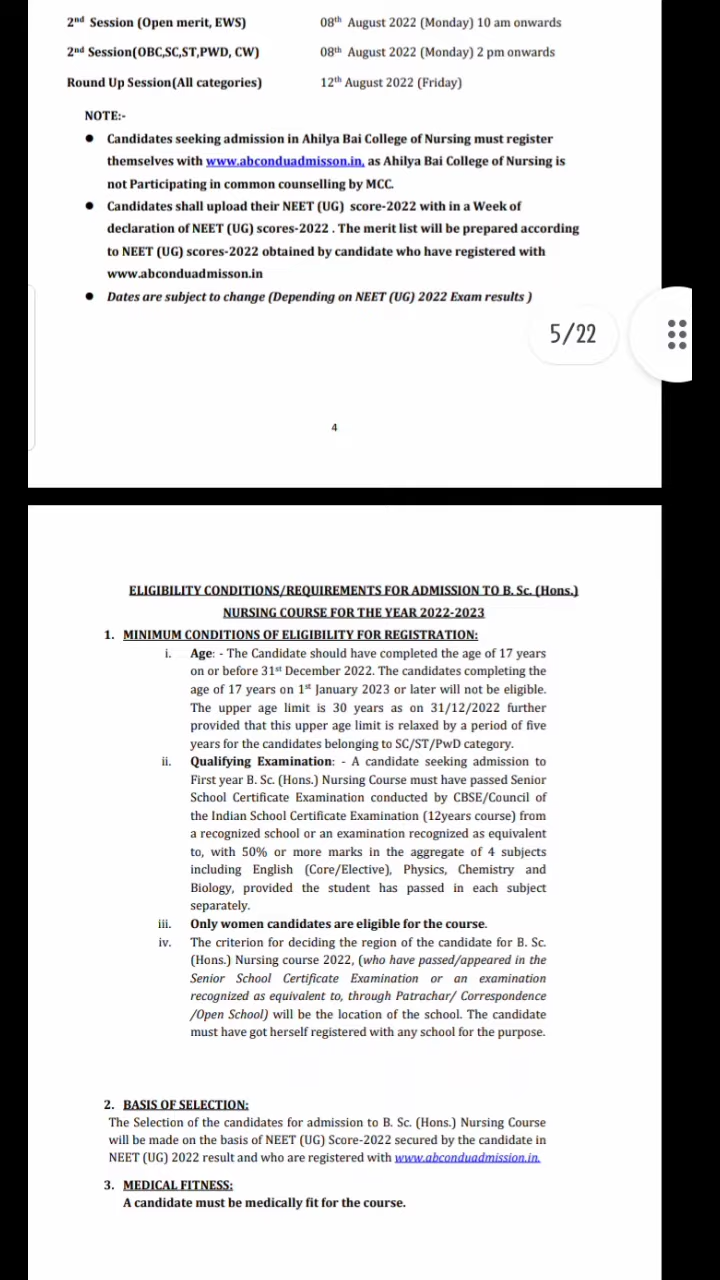 2nd Session (Open merit, EWS) 08th August 2022 (Monday) 10 am onwards
2nd Session(OBC,SC,ST,PWD, CW) 08th August 2022 (Monday) 2 pm onwards
Round Up Session(All categories) 12th August 2022 (Friday)
NOTE:-
● Candidates seeking admission in Ahilya Bai College of Nursing must register
themselves with www.abconduadmisson.in, as Ahilya Bai College of Nursing is
not Participating in common counselling by MCC.
● Candidates shall upload their NEET (UG) score-2022 with in a Week of
declaration of NEET (UG) scores-2022 . The merit list will be prepared according
to NEET (UG) scores-2022 obtained by candidate who have registered with
www.abconduadmisson.in
● Dates are subject to change (Depending on NEET (UG) 2022 Exam results )
5/22
4
ELIGIBILITY CONDITIONS/REQUIREMENTS FOR ADMISSION TO B. Sc. (Hons.)
NURSING COURSE FOR THE YEAR 2022-2023
1. MINIMUM CONDITIONS OF ELIGIBILITY FOR REGISTRATION:
i. Age: - The Candidate should have completed the age of 17 years
on or before 31st December 2022. The candidates completing the
age of 17 years on 1st January 2023 or later will not be eligible.
The upper age limit is 30 years as on 31/12/2022 further
provided that this upper age limit is relaxed by a period of five
years for the candidates belonging to SC/ST/PwD category.
ii. Qualifying Examination: - A candidate seeking admission to
First year B. Sc. (Hons.) Nursing Course must have passed Senior
School Certificate Examination conducted by CBSE/Council of
the Indian School Certificate Examination (12years course) from
a recognized school or an examination recognized as equivalent
to, with 50% or more marks in the aggregate of 4 subjects
including English (Core/Elective), Physics, Chemistry and
Biology, provided the student has passed in each subject
separately.
iii. Only women candidates are eligible for the course.
iv. The criterion for deciding the region of the candidate for B. Sc.
(Hons.) Nursing course 2022, (who have passed/appeared in the
Senior School Certificate Examination or an examination
recognized as equivalent to, through Patrachar/ Correspondence
/Open School) will be the location of the school. The candidate
must have got herself registered with any school for the purpose.
2. BASIS OF SELECTION:
The Selection of the candidates for admission to B. Sc. (Hons.) Nursing Course
will be made on the basis of NEET (UG) Score-2022 secured by the candidate in
NEET (UG) 2022 result and who are registered with www.abconduadmission.in.
3. MEDICAL FITNESS:
A candidate must be medically fit for the course.